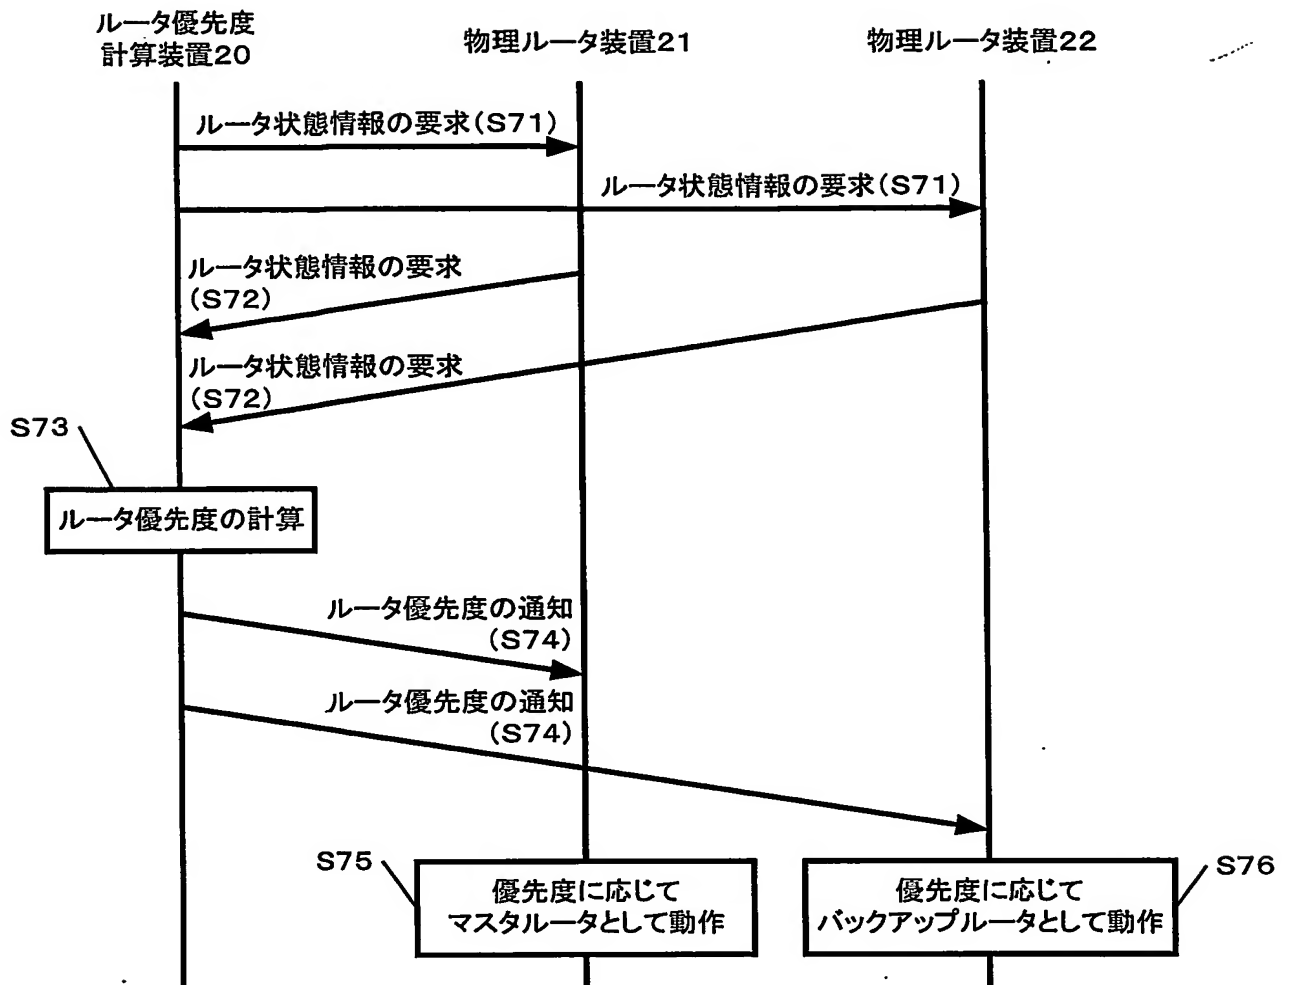 ルータ優先度
計算装置20
物理ルータ装置21
物理ルータ装置22
ルータ状態情報の要求(S71)
ルータ状態情報の要求(S71)
ルータ状態情報の要求
(S72)
ルータ状態情報の要求
(S72)
S73
ルータ優先度の計算
ルータ優先度の通知
(S74)
ルータ優先度の通知
(S74)
S75
優先度に応じて
マスタルータとして動作
優先度に応じて
バックアップルータとして動作
S76